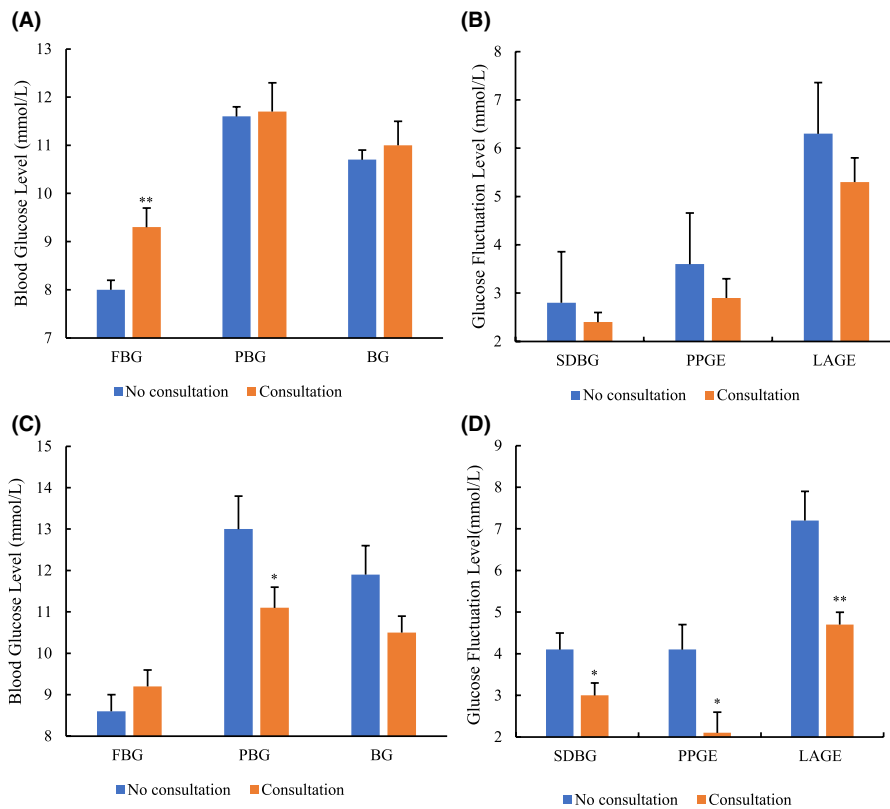 (A)
Blood Glucose Level (mmol/L)
13
12
11
10
9
8
7
**
FBG
PBG
BG
No consultation
Consultation
(B)
Glucose Fluctuation Level (mmol/L)
8
7
6
5
4
3
2
SDBG
PPGE
LAGE
No consultation
Consultation
(C)
Blood Glucose Level (mmol/L)
15
14
13
12
11
10
9
8
*
FBG
PBG
BG
No consultation
Consultation
(D)
Glucose Fluctuation Level(mmol/L)
9
8
7
6
5
4
3
2
*
*
**
SDBG
PPGE
LAGE
No consultation
Consultation